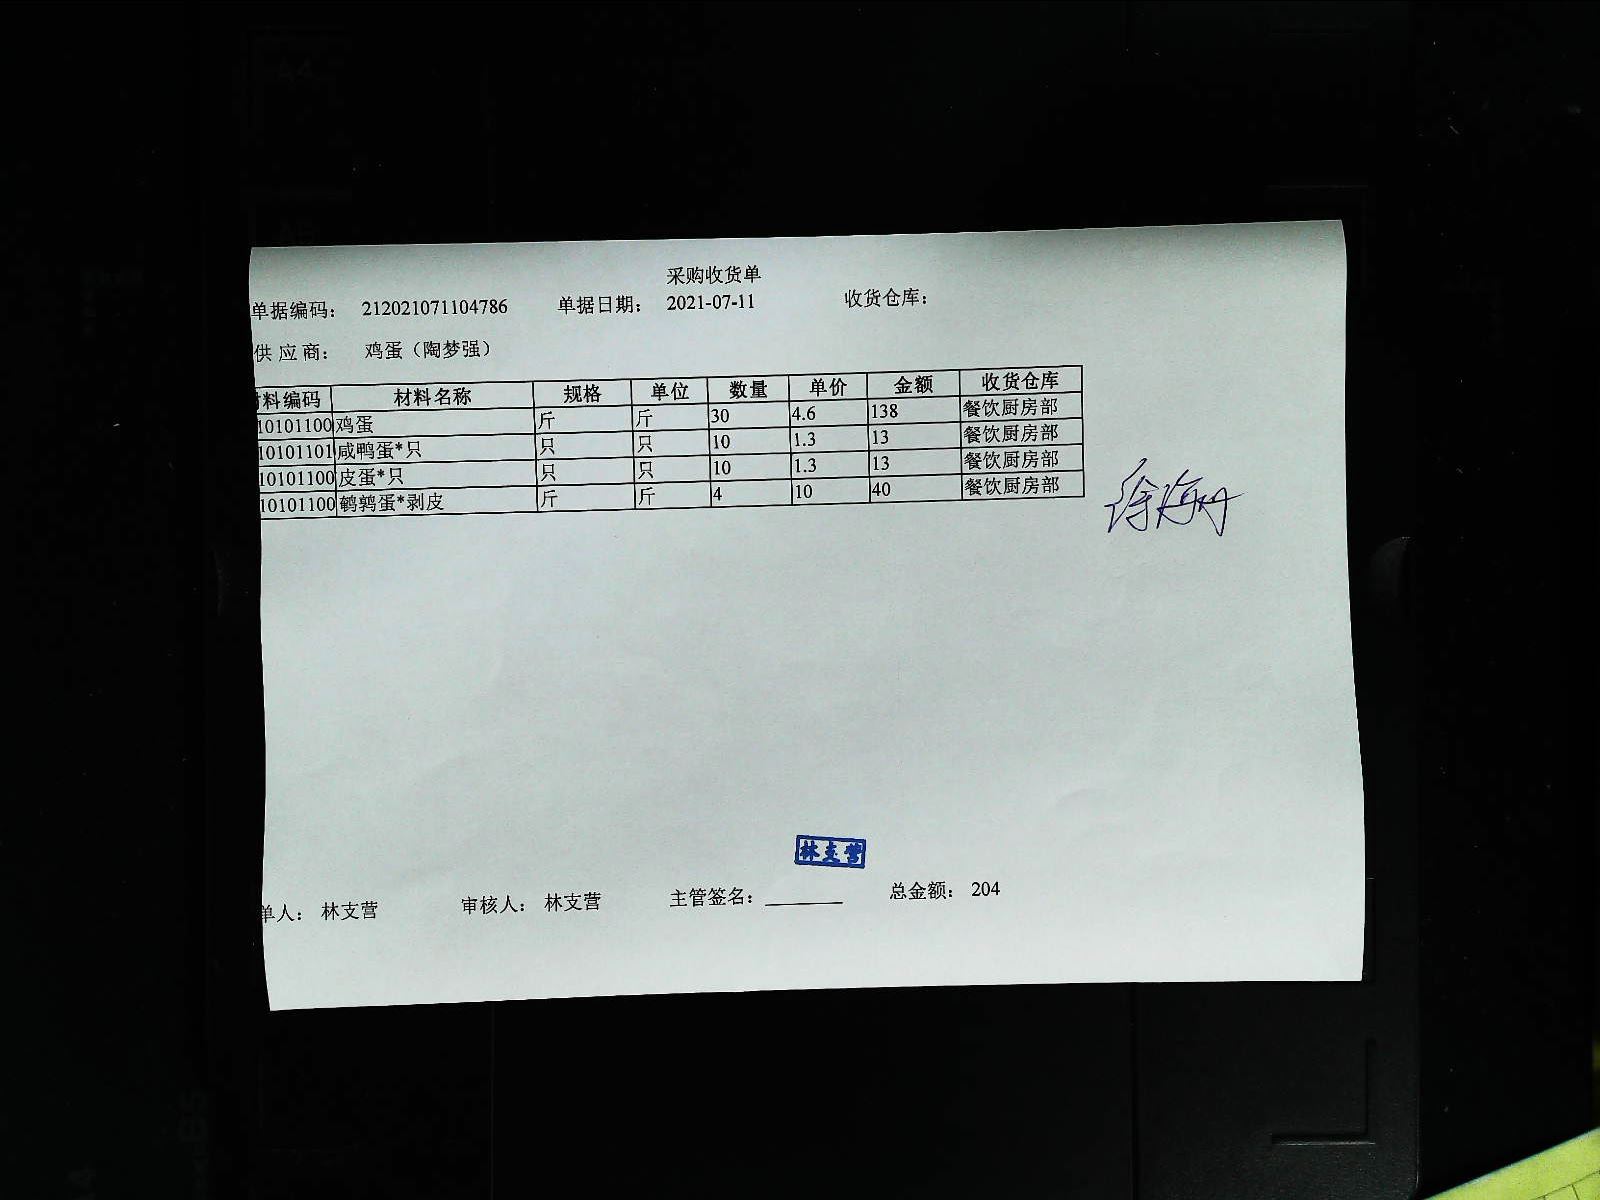 采购收货单
单据编码： 212021071104786 单据日期： 2021-07-11 收货仓库：
供应商： 鸡蛋（陶梦强）
料编码 材料名称 规格 单位 数量 单价 金额 收货仓库
10101100 鸡蛋 斤 斤 30 4.6 138 餐饮厨房部
10101101 咸鸭蛋*只 只 只 10 1.3 13 餐饮厨房部
10101100 皮蛋*只 只 只 10 1.3 13 餐饮厨房部
10101100 鹌鹑蛋*剥皮 斤 斤 4 10 40 餐饮厨房部
林支营
单人： 林支营 审核人： 林支营 主管签名： 总金额： 204